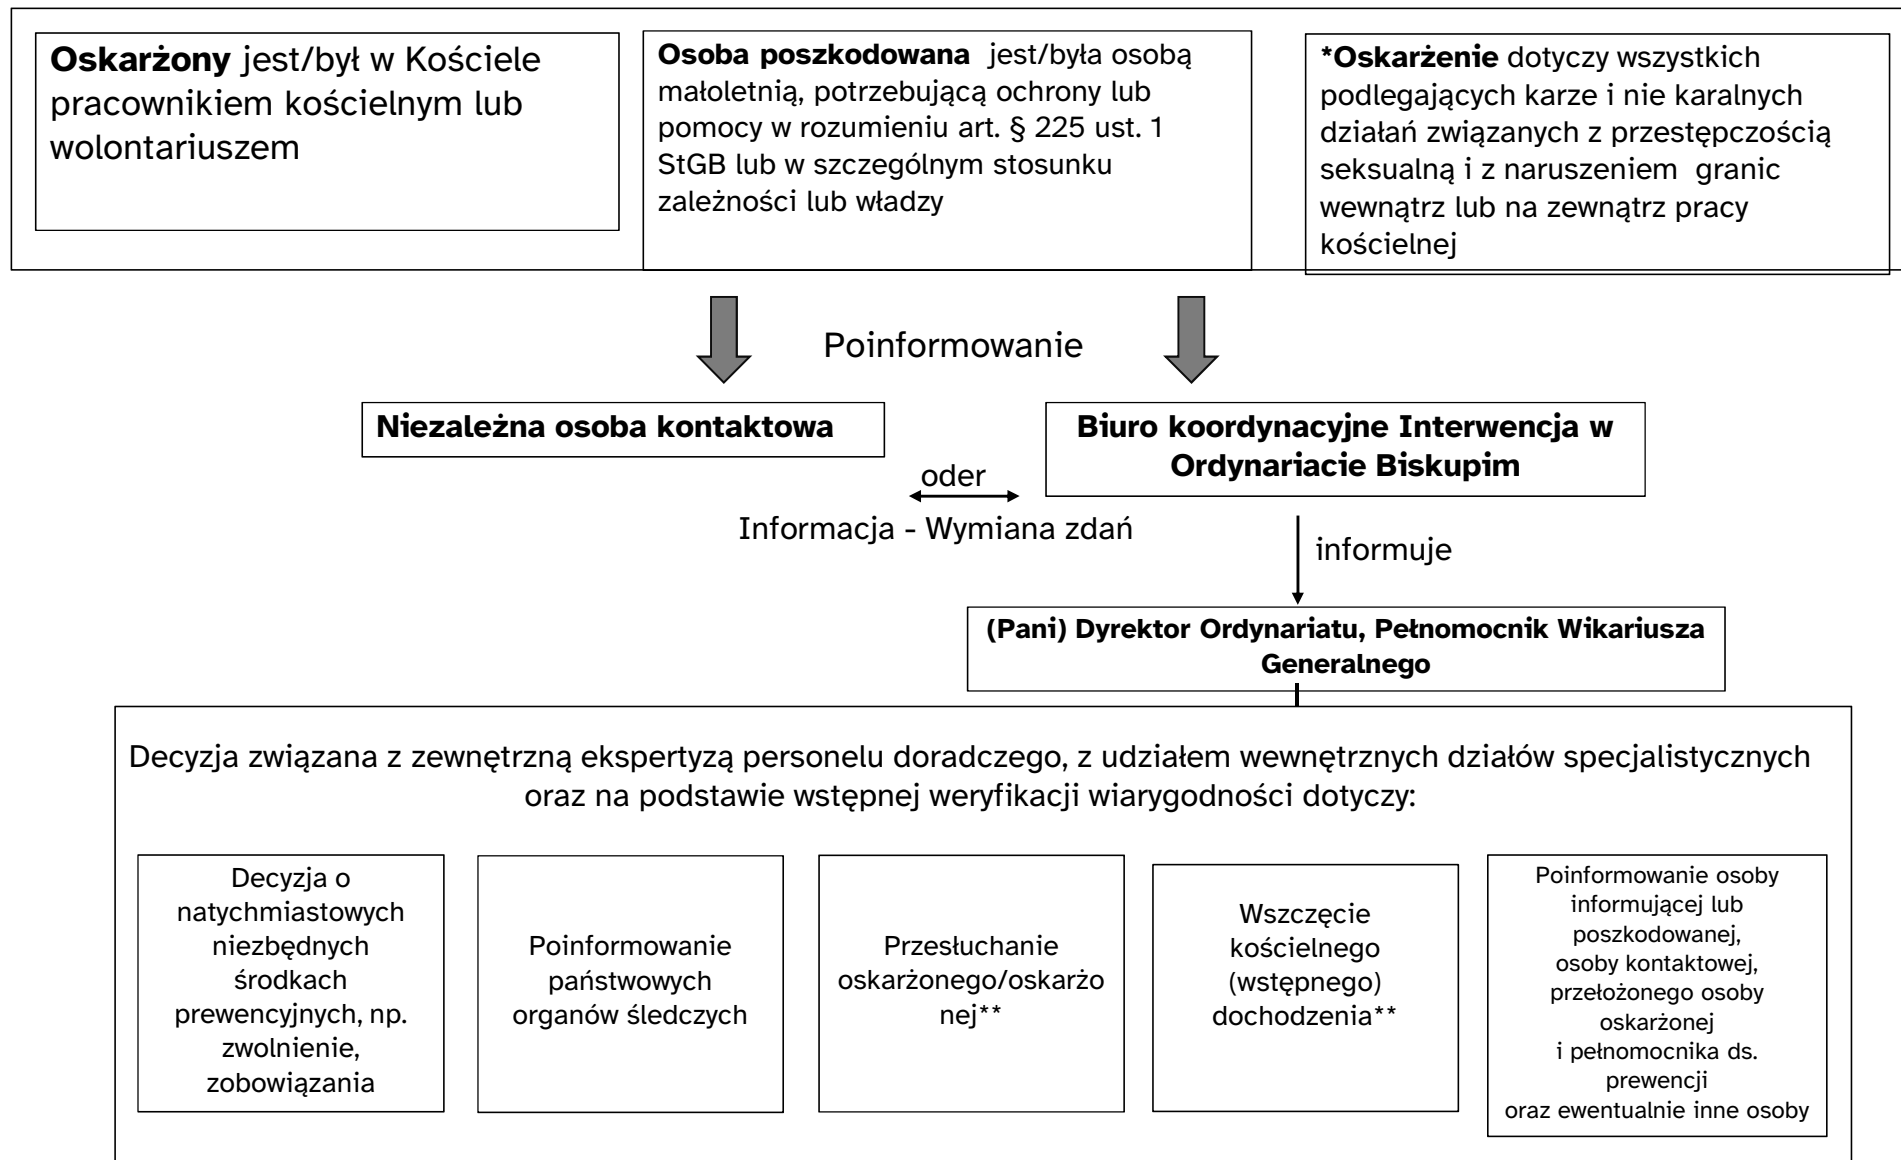 Oskarżony jest/był w Kościele
pracownikiem kościelnym lub
wolontariuszem
Osoba poszkodowana jest/była osobą
małoletnią, potrzebującą ochrony lub
pomocy w rozumieniu art. § 225 ust. 1
StGB lub w szczególnym stosunku
zależności lub władzy
*Oskarżenie dotyczy wszystkich
podlegających karze i nie karalnych
działań związanych z przestępczością
seksualną i z naruszeniem granic
wewnątrz lub na zewnątrz pracy
kościelnej
Poinformowanie
Niezależna osoba kontaktowa
Biuro koordynacyjne Interwencja w
Ordynariacie Biskupim
oder
Informacja - Wymiana zdań
informuje
(Pani) Dyrektor Ordynariatu, Pełnomocnik Wikariusza
Generalnego
Decyzja związana z zewnętrzną ekspertyzą personelu doradczego, z udziałem wewnętrznych działów specjalistycznych
oraz na podstawie wstępnej weryfikacji wiarygodności dotyczy:
Decyzja o
natychmiastowych
niezbędnych
środkach
prewencyjnych, np.
zwolnienie,
zobowiązania
Poinformowanie
państwowych
organów śledczych
Przesłuchanie
oskarżonego/oskarżo
nej**
Wszczęcie
kościelnego
(wstępnego)
dochodzenia**
Poinformowanie osoby
informującej lub
poszkodowanej,
osoby kontaktowej,
przełożonego osoby
oskarżonej
i pełnomocnika ds.
prewencji
oraz ewentualnie inne osoby